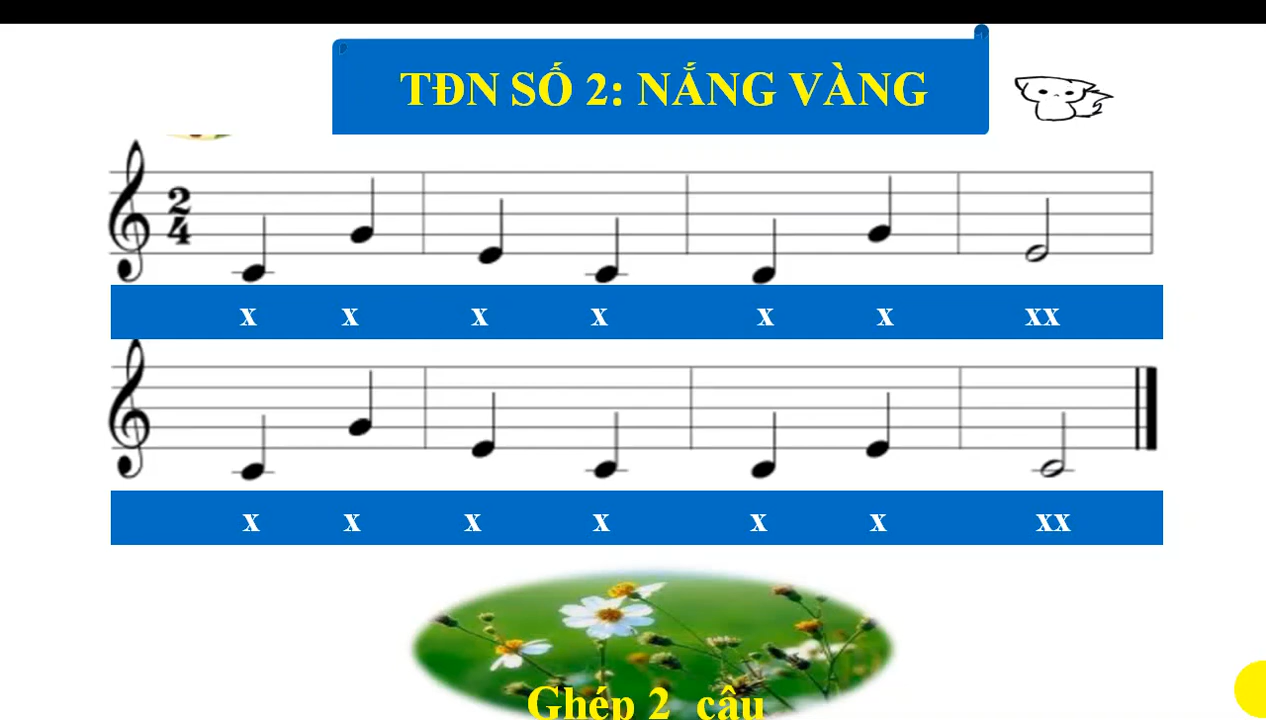 TĐN SỐ 2: NẮNG VÀNG
2
4
x x x x x x xx
x x x x x x xx
Ghép 2 câu